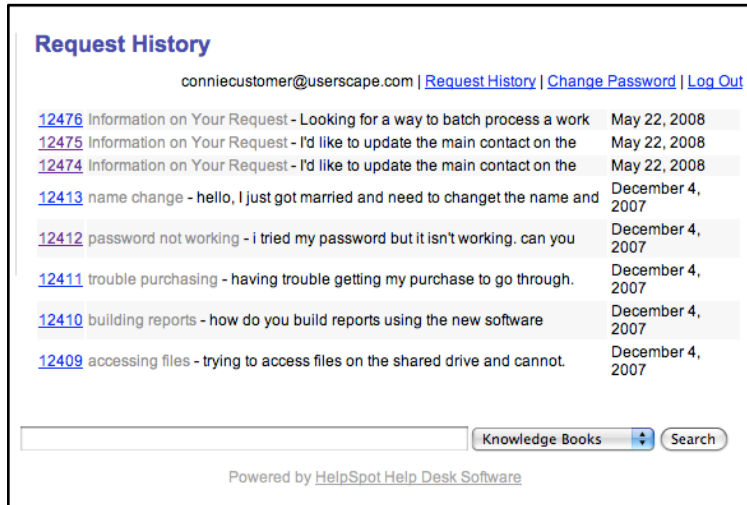 Request History
conniecustomer@userscape.com | Request History | Change Password | Log Out
12476 Information on Your Request - Looking for a way to batch process a work May 22, 2008
12475 Information on Your Request - I'd like to update the main contact on the May 22, 2008
12474 Information on Your Request - I'd like to update the main contact on the May 22, 2008
12413 name change - hello, I just got married and need to changet the name and December 4, 2007
12412 password not working - i tried my password but it isn't working. can you December 4, 2007
12411 trouble purchasing - having trouble getting my purchase to go through. December 4, 2007
12410 building reports - how do you build reports using the new software December 4, 2007
12409 accessing files - trying to access files on the shared drive and cannot. December 4, 2007
Knowledge Books Search
Powered by HelpSpot Help Desk Software